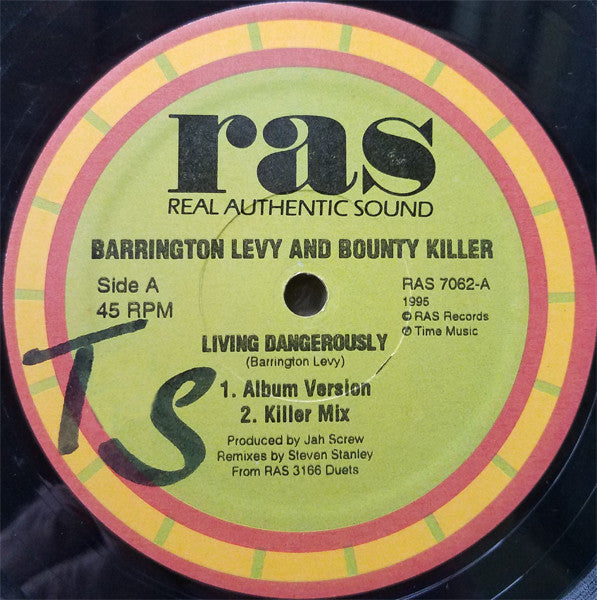 ras
REAL AUTHENTIC SOUND
BARRINGTON LEVY AND BOUNTY KILLER
Side A
45 RPM
RAS 7062-A
1995
© RAS Records
℗ Time Music
LIVING DANGEROUSLY
(Barrington Levy)
1. Album Version
2. Killer Mix
Produced by Jah Screw
Remixes by Steven Stanley
From RAS 3166 Duets
TS